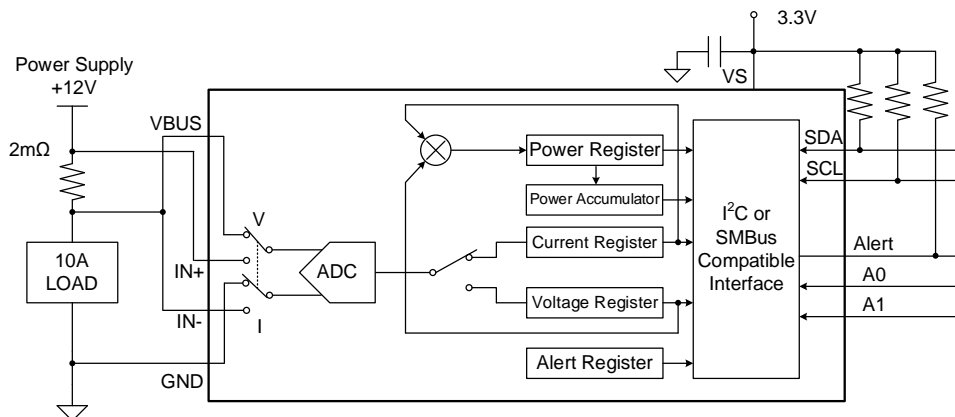 3.3V
VS
Power Supply
+12V
VBUS
2mΩ
Power Register
SDA
SCL
Power Accumulator
I²C or
SMBus
Compatible
Interface
V
ADC
Current Register
Alert
10A
LOAD
IN+
A0
Voltage Register
IN-
I
A1
GND
Alert Register